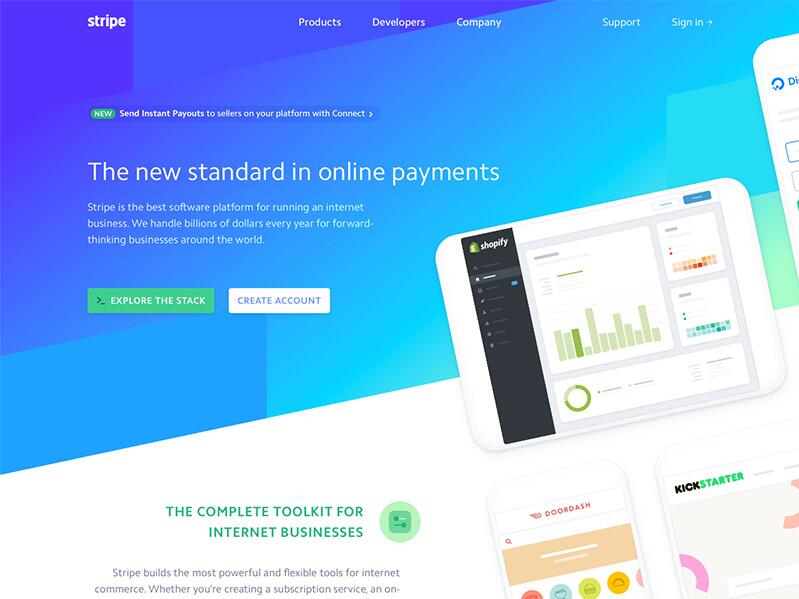 stripe
Products Developers Company Support Sign in →
NEW Send Instant Payouts to sellers on your platform with Connect ›
The new standard in online payments
Stripe is the best software platform for running an internet
business. We handle billions of dollars every year for forward-
thinking businesses around the world.
>_ EXPLORE THE STACK
CREATE ACCOUNT
shopify
THE COMPLETE TOOLKIT FOR
INTERNET BUSINESSES
Stripe builds the most powerful and flexible tools for internet
commerce. Whether you're creating a subscription service, an on-
DOORDASH
KICKSTARTER